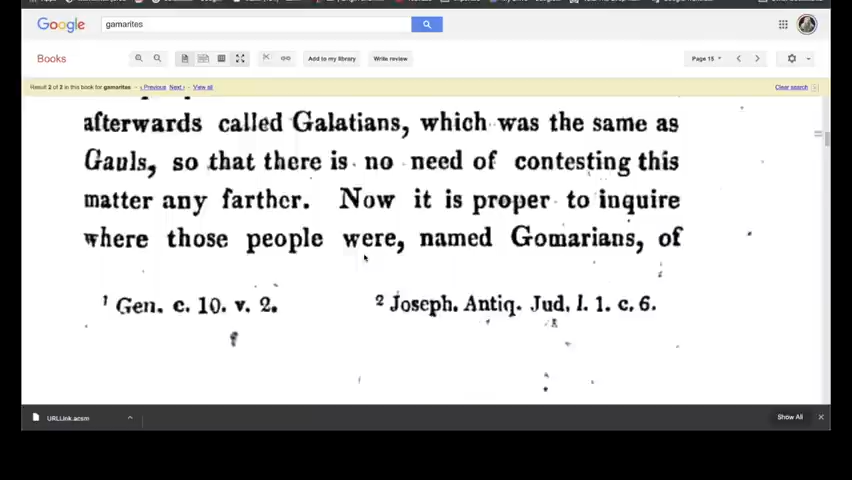 Google
gamarites
Books
Add to my library
Write review
Page 15
Result 2 of 2 in this book for gamarites - ‹ Previous Next › - View all
Clear search
afterwards called Galatians, which was the same as
Gauls, so that there is no need of contesting this
matter any farther. Now it is proper to inquire
where those people were, named Gomarians, of
1 Gen. c. 10. v. 2.
2 Joseph. Antiq. Jud. l. 1. c. 6.
URLLink.acsm
Show All